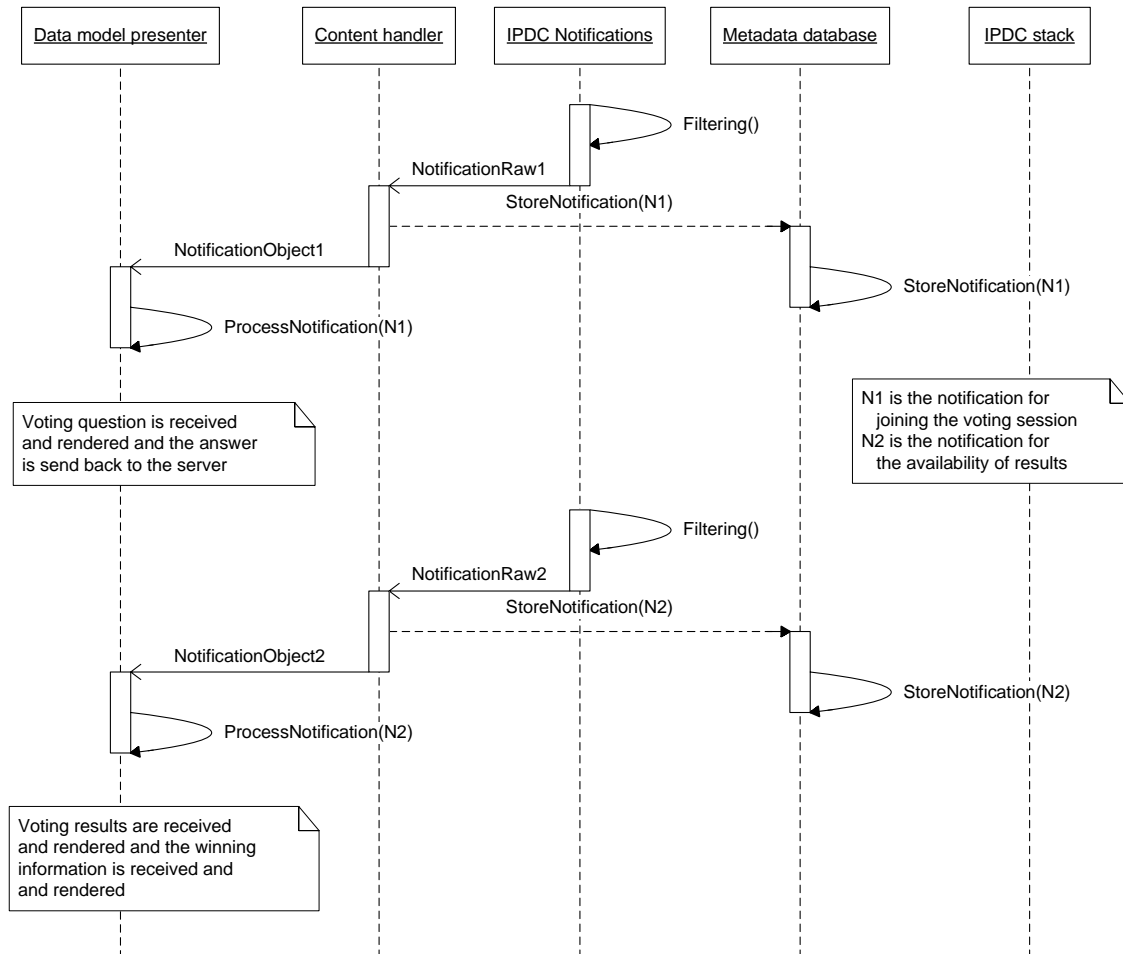 Data model presenter
Content handler
IPDC Notifications
Metadata database
IPDC stack
Filtering()
NotificationRaw1
StoreNotification(N1)
NotificationObject1
StoreNotification(N1)
ProcessNotification(N1)
Voting question is received
and rendered and the answer
is send back to the server
N1 is the notification for
joining the voting session
N2 is the notification for
the availability of results
Filtering()
NotificationRaw2
StoreNotification(N2)
NotificationObject2
StoreNotification(N2)
ProcessNotification(N2)
Voting results are received
and rendered and the winning
information is received and
and rendered